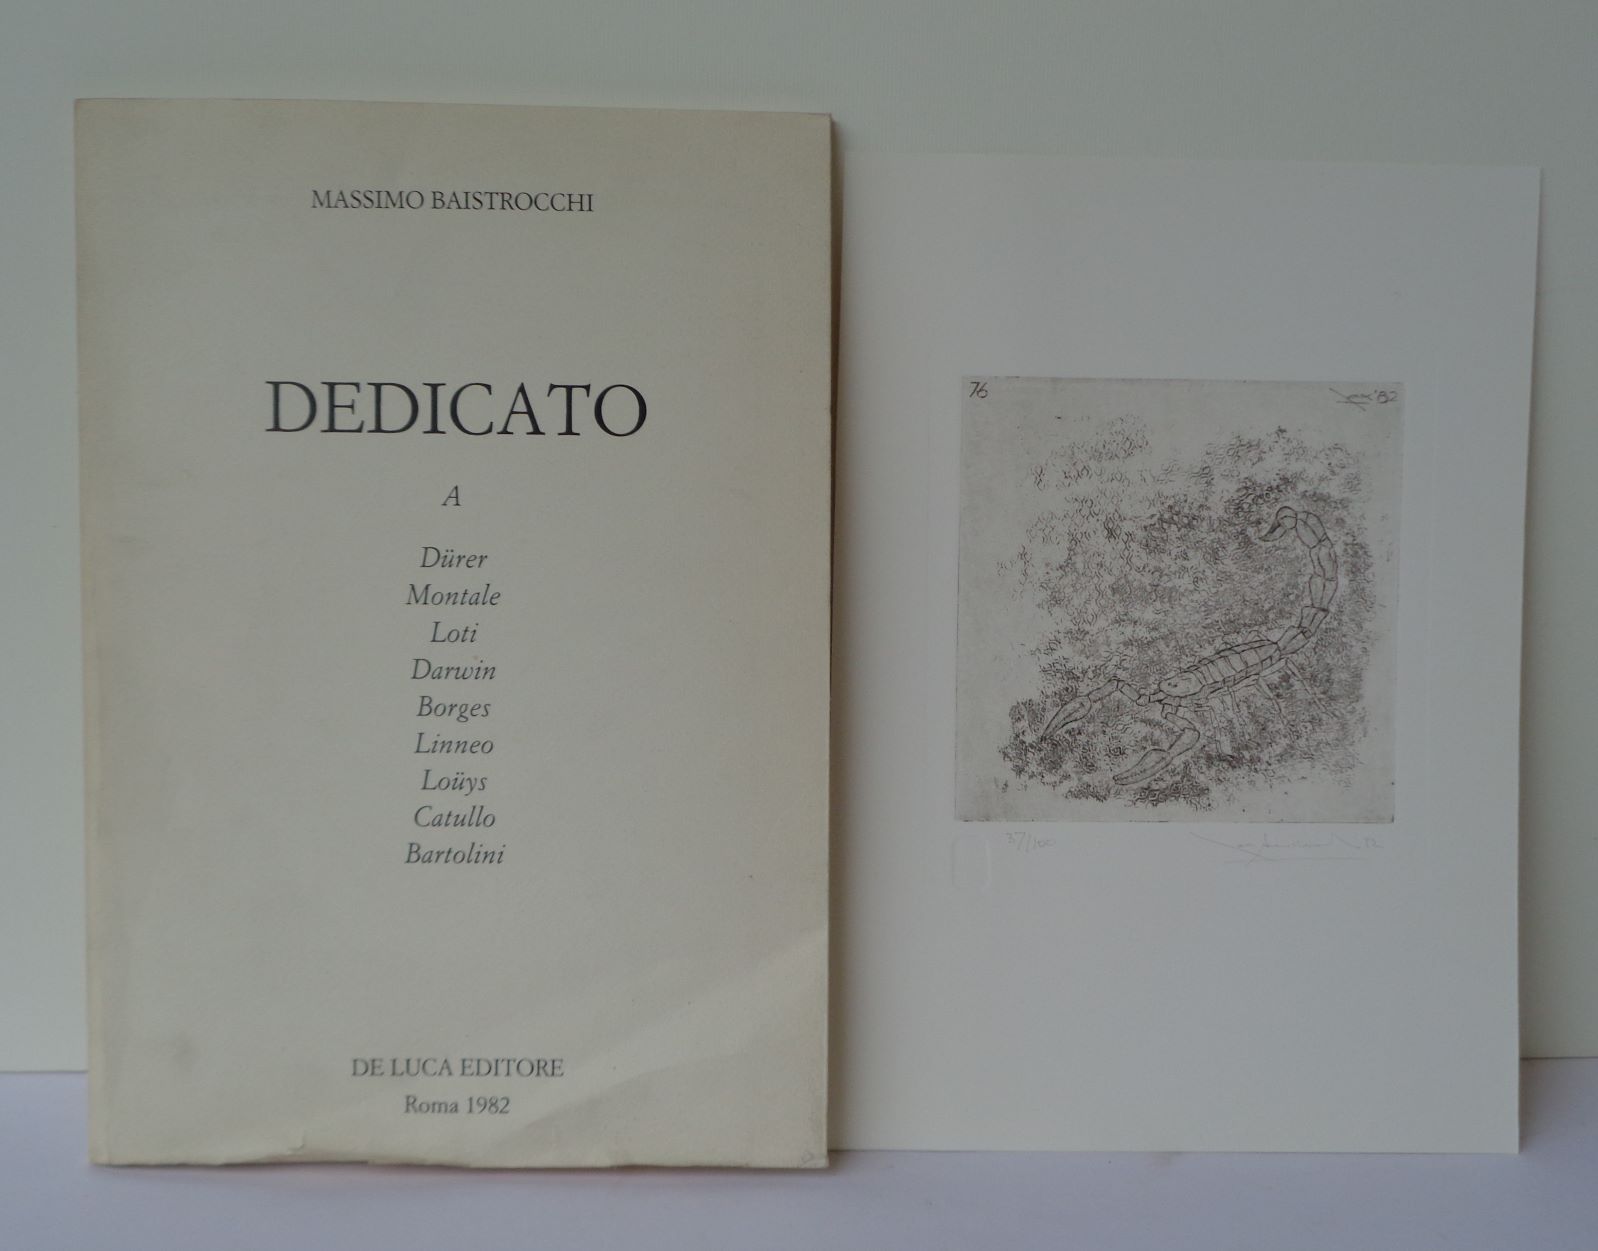 MASSIMO BAISTROCCHI
DEDICATO
A
Dürer
Montale
Loti
Darwin
Borges
Linneo
Loüys
Catullo
Bartolini
DE LUCA EDITORE
Roma 1982
76
'82
37/100